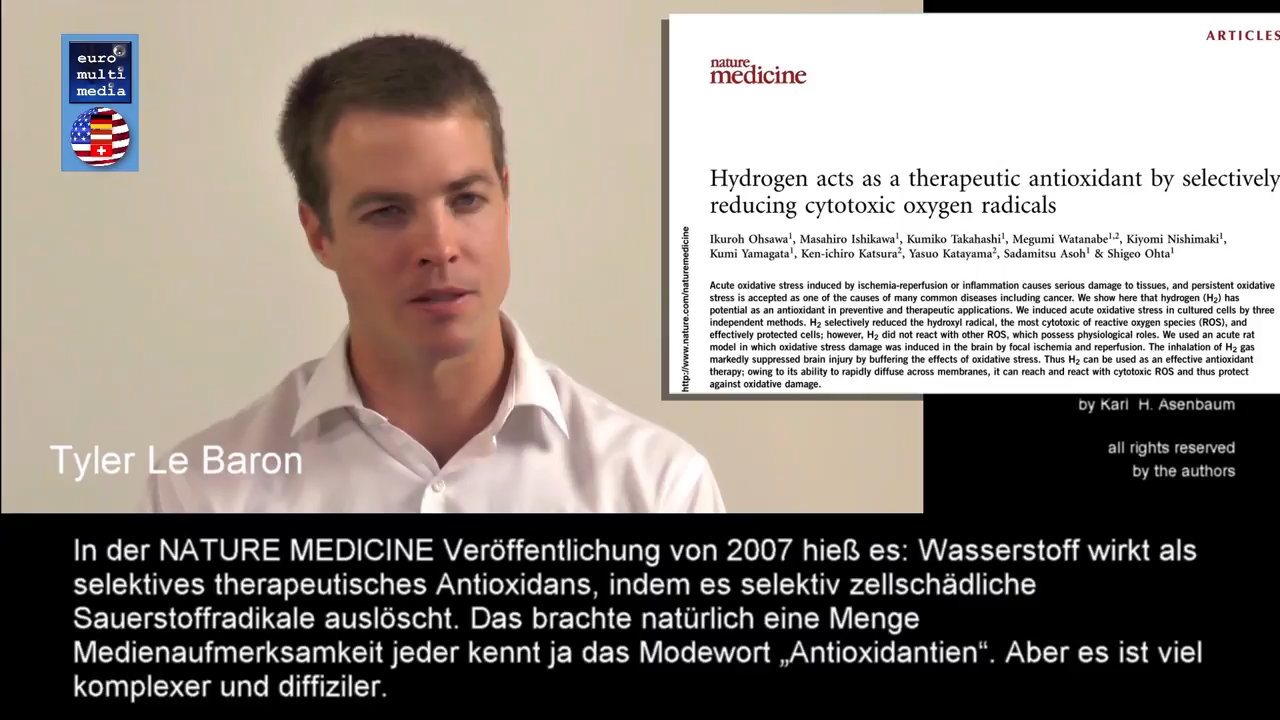 euro
multi
media
ARTICLES
nature
medicine
Hydrogen acts as a therapeutic antioxidant by selectively
reducing cytotoxic oxygen radicals
Ikuroh Ohsawa¹, Masahiro Ishikawa¹, Kumiko Takahashi¹, Megumi Watanabe¹,², Kiyomi Nishimaki¹,
Kumi Yamagata¹, Ken-ichiro Katsura², Yasuo Katayama², Sadamitsu Asoh¹ & Shigeo Ohta¹
Acute oxidative stress induced by ischemia-reperfusion or inflammation causes serious damage to tissues, and persistent oxidative
stress is accepted as one of the causes of many common diseases including cancer. We show here that hydrogen (H₂) has
potential as an antioxidant in preventive and therapeutic applications. We induced acute oxidative stress in cultured cells by three
independent methods. H₂ selectively reduced the hydroxyl radical, the most cytotoxic of reactive oxygen species (ROS), and
effectively protected cells; however, H₂ did not react with other ROS, which possess physiological roles. We used an acute rat
model in which oxidative stress damage was induced in the brain by focal ischemia and reperfusion. The inhalation of H₂ gas
markedly suppressed brain injury by buffering the effects of oxidative stress. Thus H₂ can be used as an effective antioxidant
therapy; owing to its ability to rapidly diffuse across membranes, it can reach and react with cytotoxic ROS and thus protect
against oxidative damage.
http://www.nature.com/naturemedicine
by Karl H. Asenbaum
all rights reserved
by the authors
Tyler Le Baron
In der NATURE MEDICINE Veröffentlichung von 2007 hieß es: Wasserstoff wirkt als
selektives therapeutisches Antioxidans, indem es selektiv zellschädliche
Sauerstoffradikale auslöscht. Das brachte natürlich eine Menge
Medienaufmerksamkeit jeder kennt ja das Modewort „Antioxidantien“. Aber es ist viel
komplexer und diffiziler.